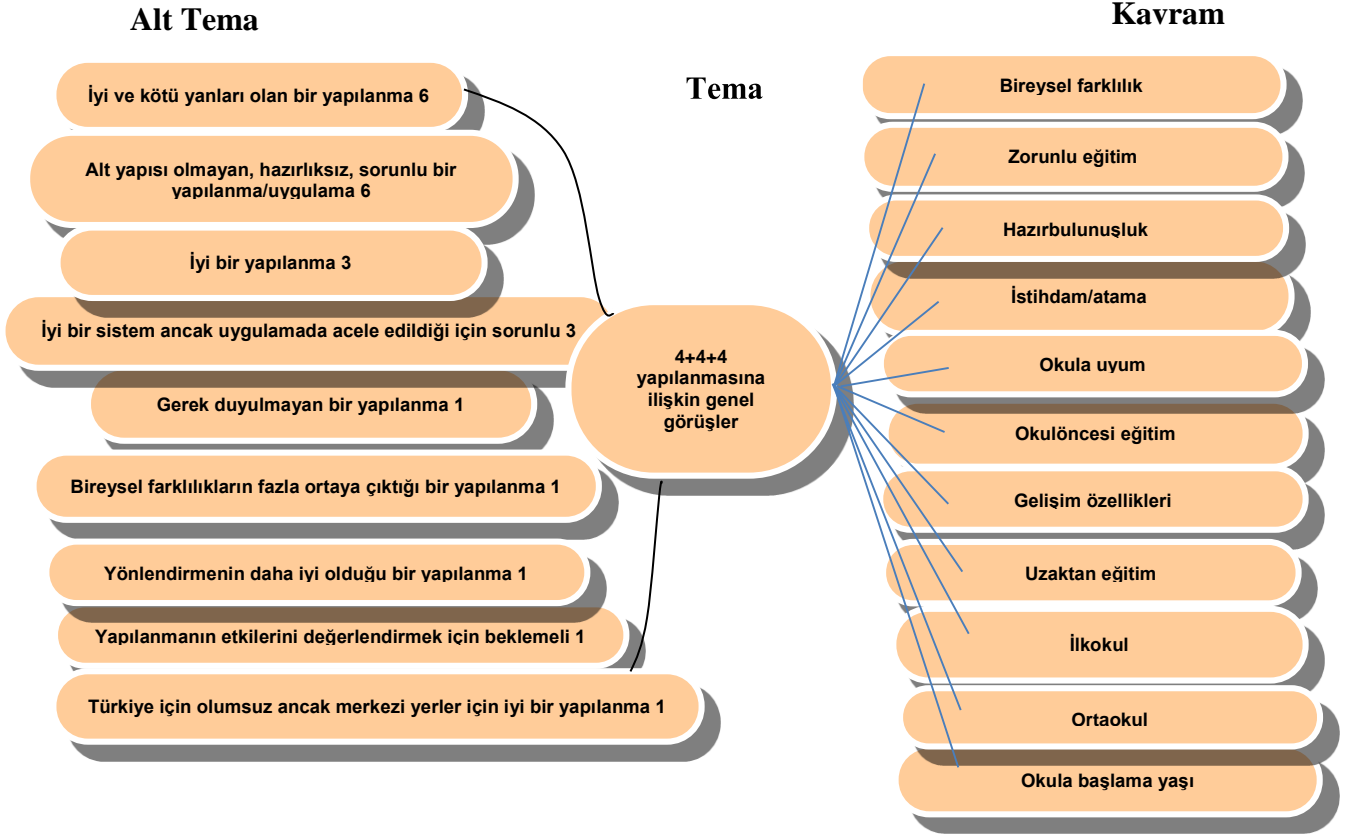 Alt Tema
İyi ve kötü yanları olan bir yapılanma 6
Alt yapısı olmayan, hazırlıksız, sorunlu bir
yapılanma/uygulama 6
İyi bir yapılanma 3
İyi bir sistem ancak uygulamada acele edildiği için sorunlu 3
Gerek duyulmayan bir yapılanma 1
Bireysel farklılıkların fazla ortaya çıktığı bir yapılanma 1
Yönlendirmenin daha iyi olduğu bir yapılanma 1
Yapılanmanın etkilerini değerlendirmek için beklemeli 1
Türkiye için olumsuz ancak merkezi yerler için iyi bir yapılanma 1
Tema
4+4+4
yapılanmasına
ilişkin genel
görüşler
Kavram
Bireysel farklılık
Zorunlu eğitim
Hazırbulunuşluk
İstihdam/atama
Okula uyum
Okulöncesi eğitim
Gelişim özellikleri
Uzaktan eğitim
İlkokul
Ortaokul
Okula başlama yaşı